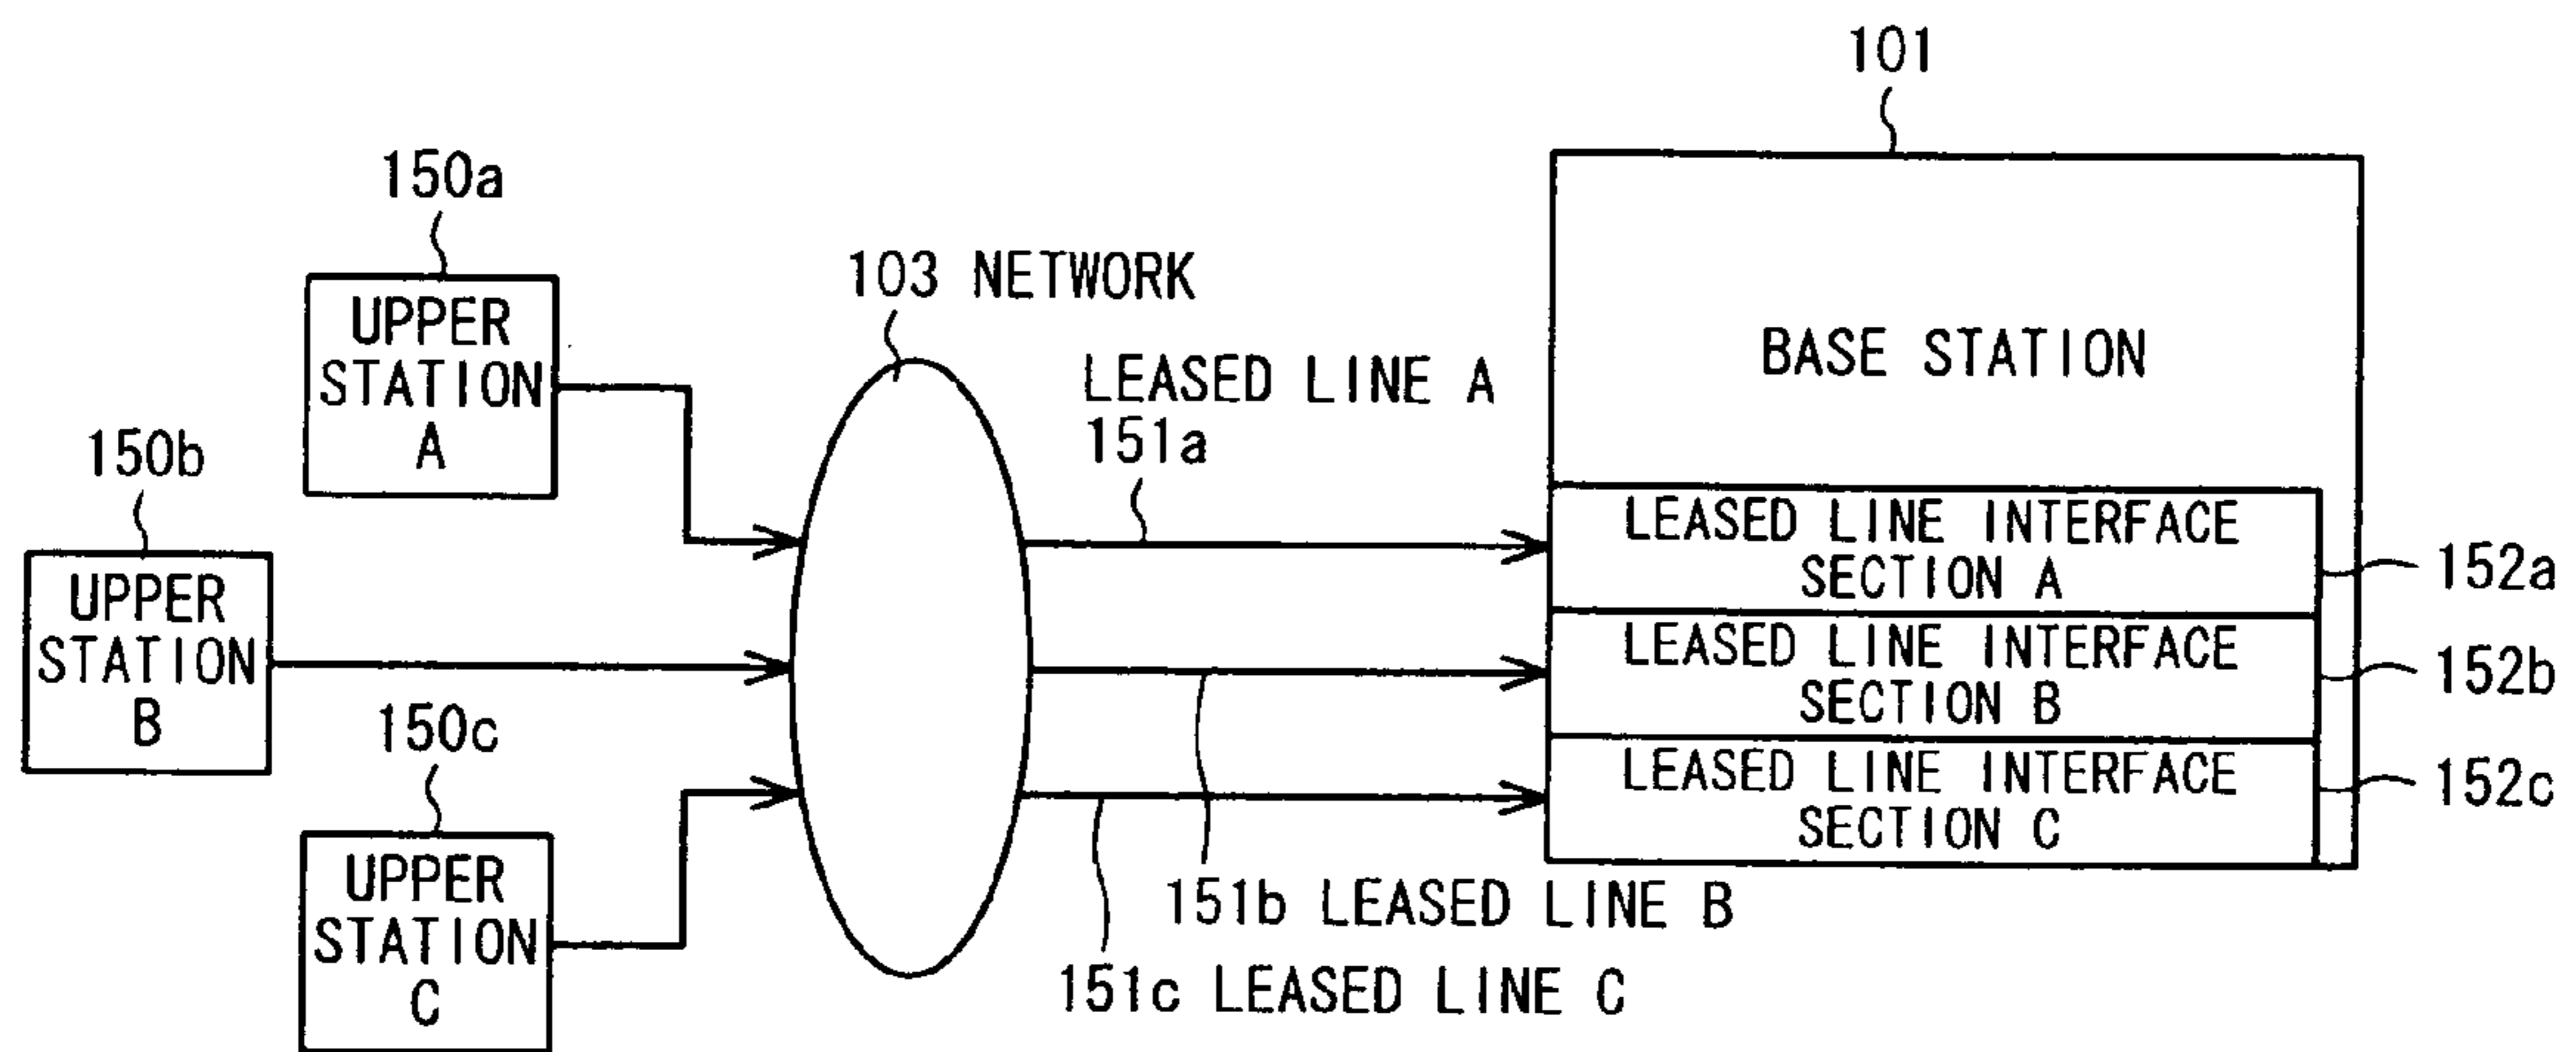 101
150a
UPPER
STATION
A
103 NETWORK
LEASED LINE A
151a
BASE STATION
150b
UPPER
STATION
B
LEASED LINE INTERFACE
SECTION A
152a
LEASED LINE INTERFACE
SECTION B
152b
150c
UPPER
STATION
C
LEASED LINE INTERFACE
SECTION C
152c
151b LEASED LINE B
151c LEASED LINE C